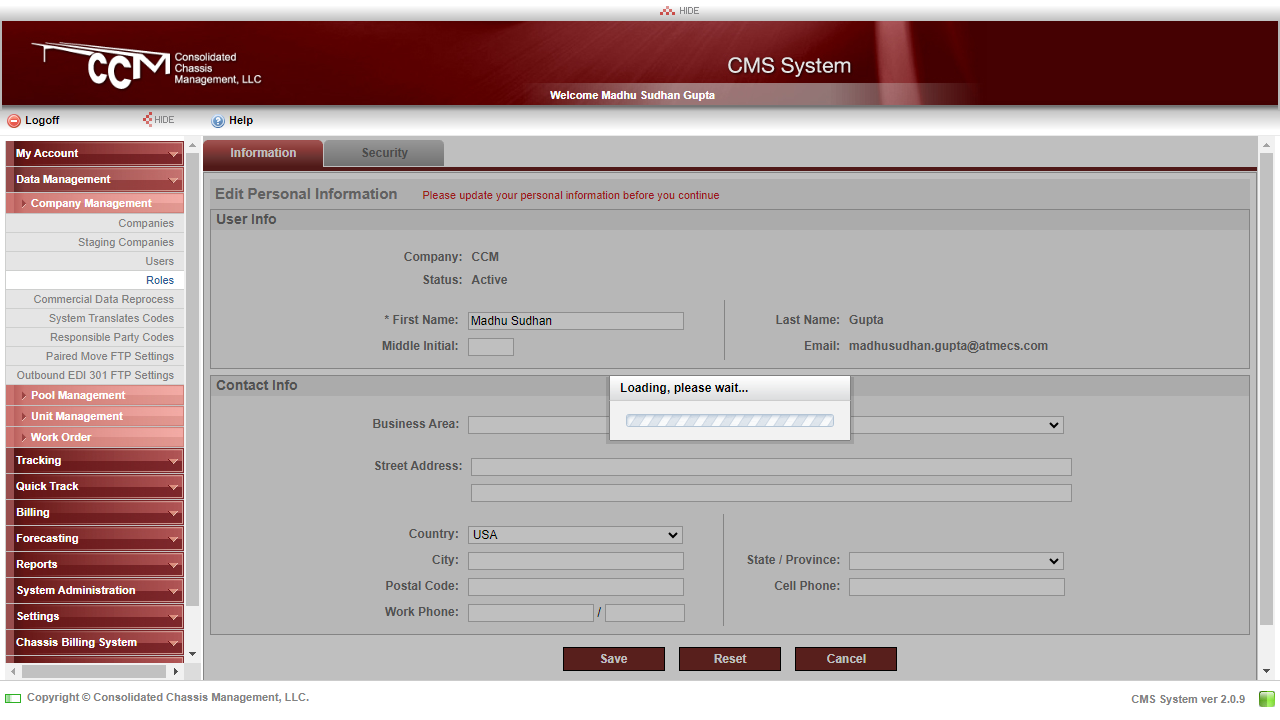 HIDE
CCM Consolidated Chassis Management, LLC
CMS System
Welcome Madhu Sudhan Gupta
Logoff
HIDE
Help
My Account
Data Management
Company Management
Companies
Staging Companies
Users
Roles
Commercial Data Reprocess
System Translates Codes
Responsible Party Codes
Paired Move FTP Settings
Outbound EDI 301 FTP Settings
Pool Management
Unit Management
Work Order
Tracking
Quick Track
Billing
Forecasting
Reports
System Administration
Settings
Chassis Billing System
Information Security
Edit Personal Information Please update your personal information before you continue
User Info
Company: CCM
Status: Active
* First Name: Madhu Sudhan Last Name: Gupta
Middle Initial: Email: madhusudhan.gupta@atmecs.com
Contact Info
Loading, please wait...
Business Area:
Street Address:
Country: USA
City: State / Province:
Postal Code: Cell Phone:
Work Phone: /
Save Reset Cancel
Copyright © Consolidated Chassis Management, LLC. CMS System ver 2.0.9